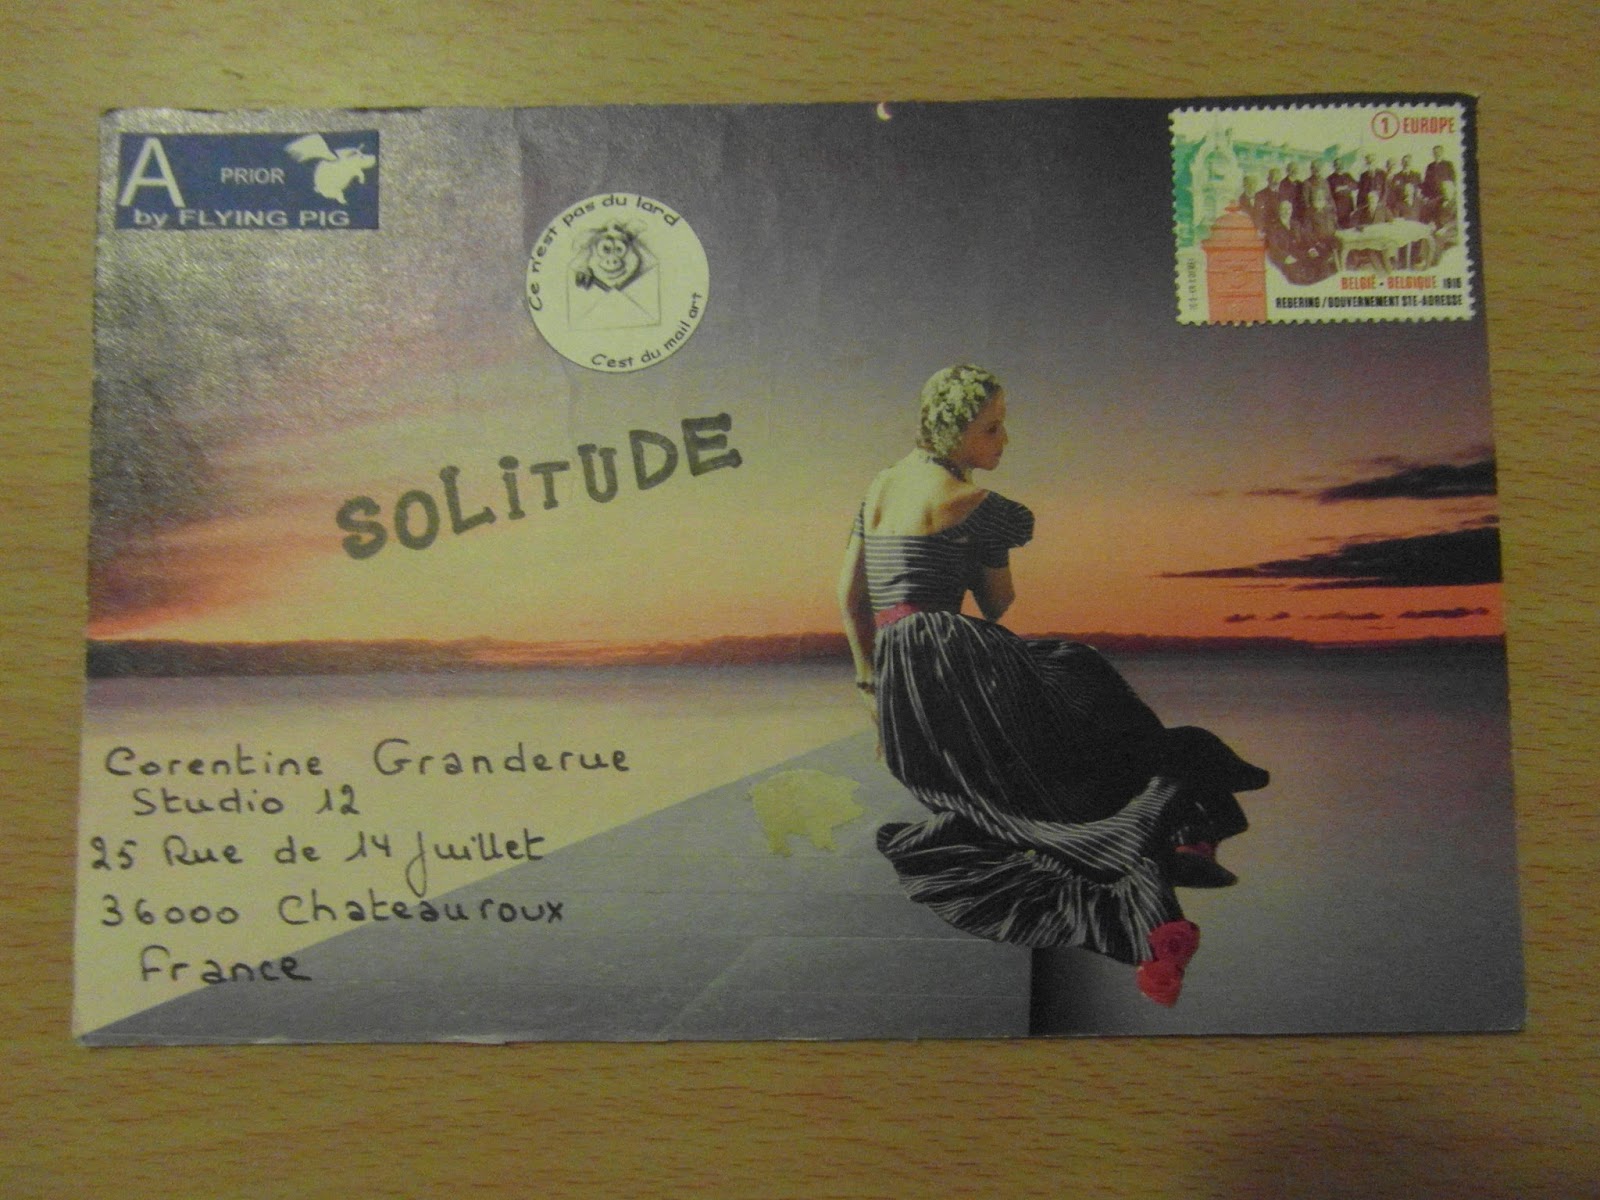 A PRIOR
by FLYING PIG
Ce n'est pas du lard
C'est du mail art
1 EUROPE
BELGIË - BELGIQUE 1916
REGERING/GOUVERNEMENT STE-ADRESSE
SOLiTUDE
Corentine Granderue
Studio 12
25 Rue de 14 Juillet
36000 Chateauroux
France